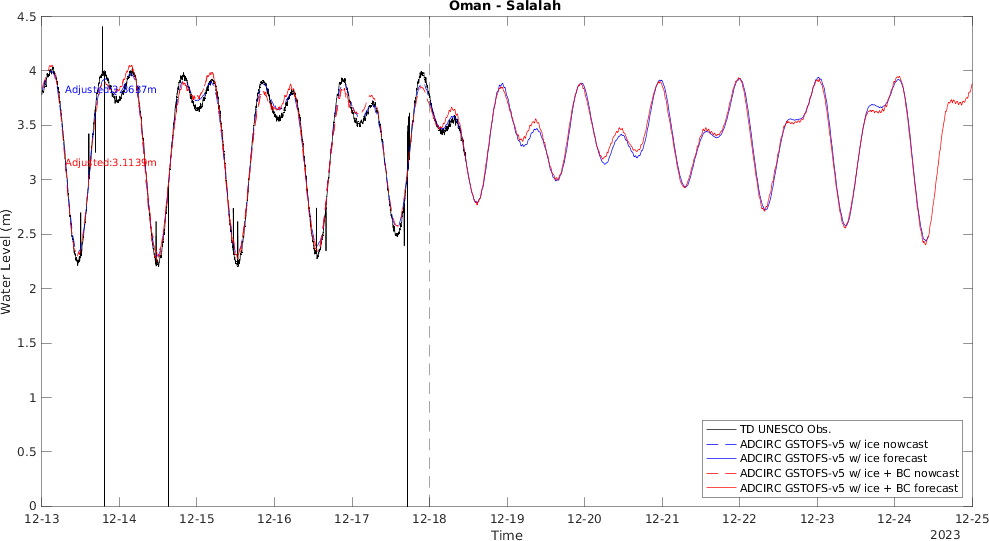 Oman - Salalah
4.5
4
3.5
3
2.5
2
1.5
1
0.5
0
Water Level (m)
Adjusted:3.1139m
TD UNESCO Obs.
ADCIRC GSTOFS-v5 w/ ice nowcast
ADCIRC GSTOFS-v5 w/ ice forecast
ADCIRC GSTOFS-v5 w/ ice + BC nowcast
ADCIRC GSTOFS-v5 w/ ice + BC forecast
12-13 12-14 12-15 12-16 12-17 12-18 12-19 12-20 12-21 12-22 12-23 12-24 12-25
Time
2023